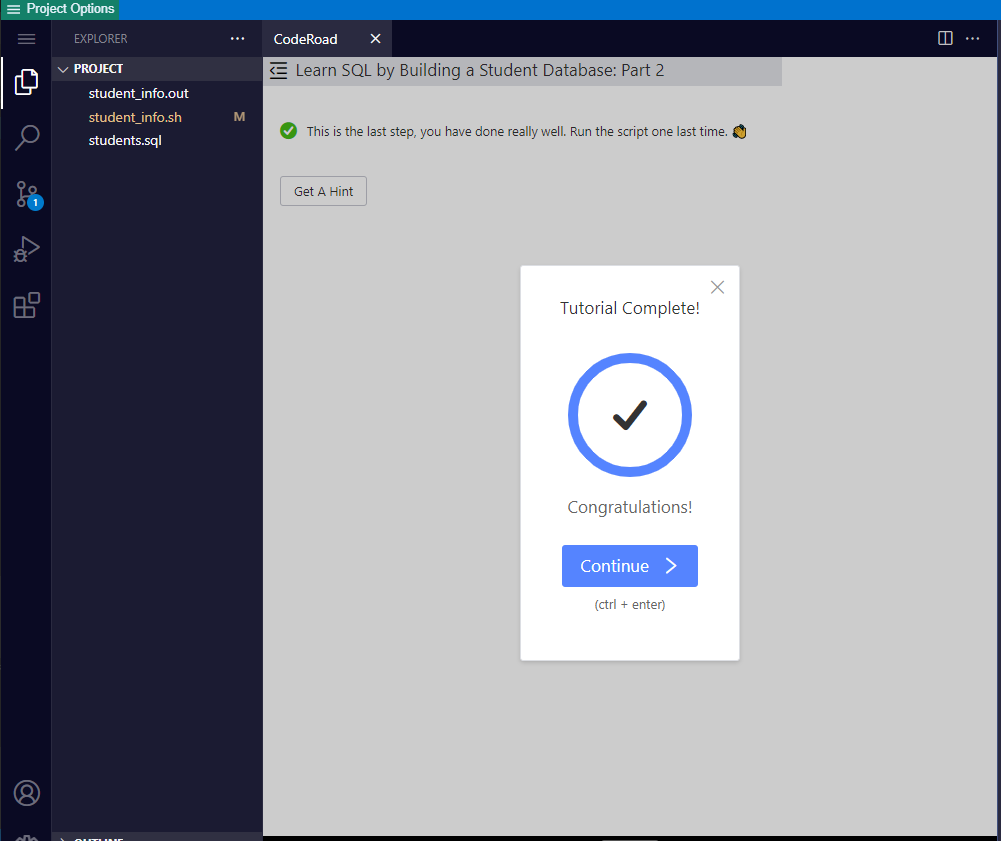 Project Options
EXPLORER
CodeRoad
PROJECT
student_info.out
student_info.sh M
students.sql
1
Learn SQL by Building a Student Database: Part 2
This is the last step, you have done really well. Run the script one last time.
Get A Hint
Tutorial Complete!
Congratulations!
Continue
(ctrl + enter)
OUTLINE